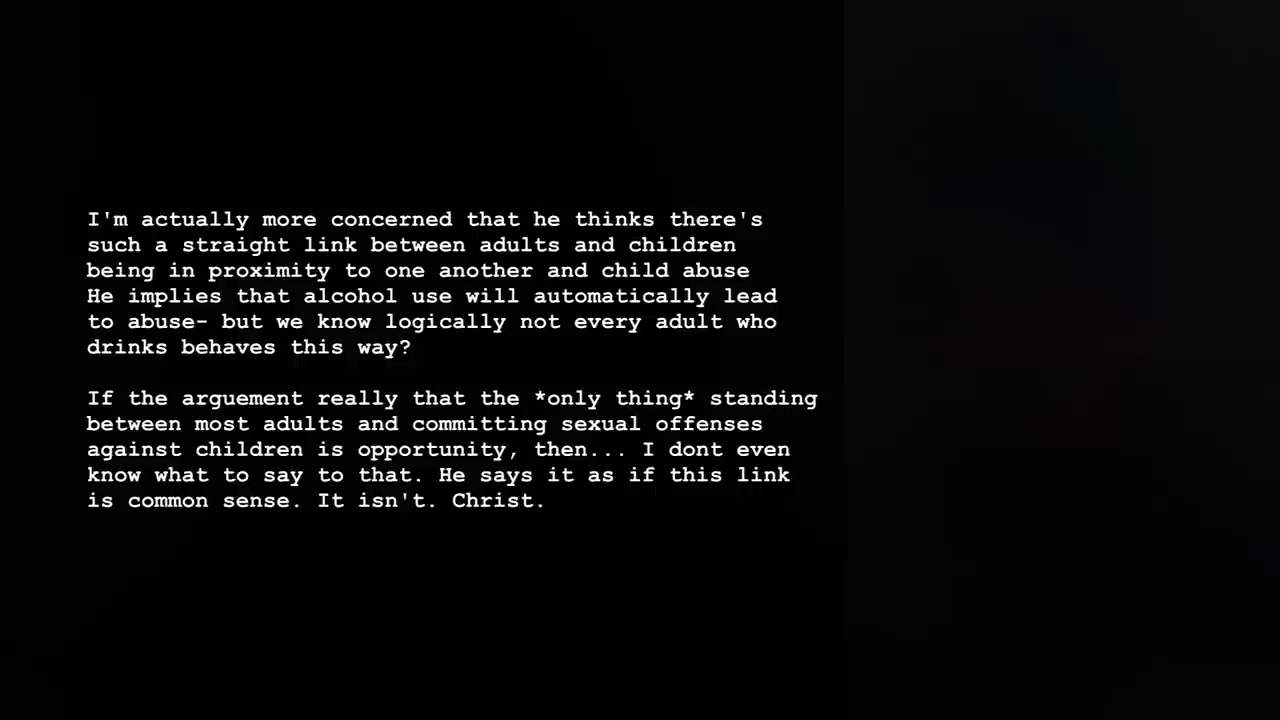 I'm actually more concerned that he thinks there's
such a straight link between adults and children
being in proximity to one another and child abuse
He implies that alcohol use will automatically lead
to abuse- but we know logically not every adult who
drinks behaves this way?
If the arguement really that the *only thing* standing
between most adults and committing sexual offenses
against children is opportunity, then... I dont even
know what to say to that. He says it as if this link
is common sense. It isn't. Christ.